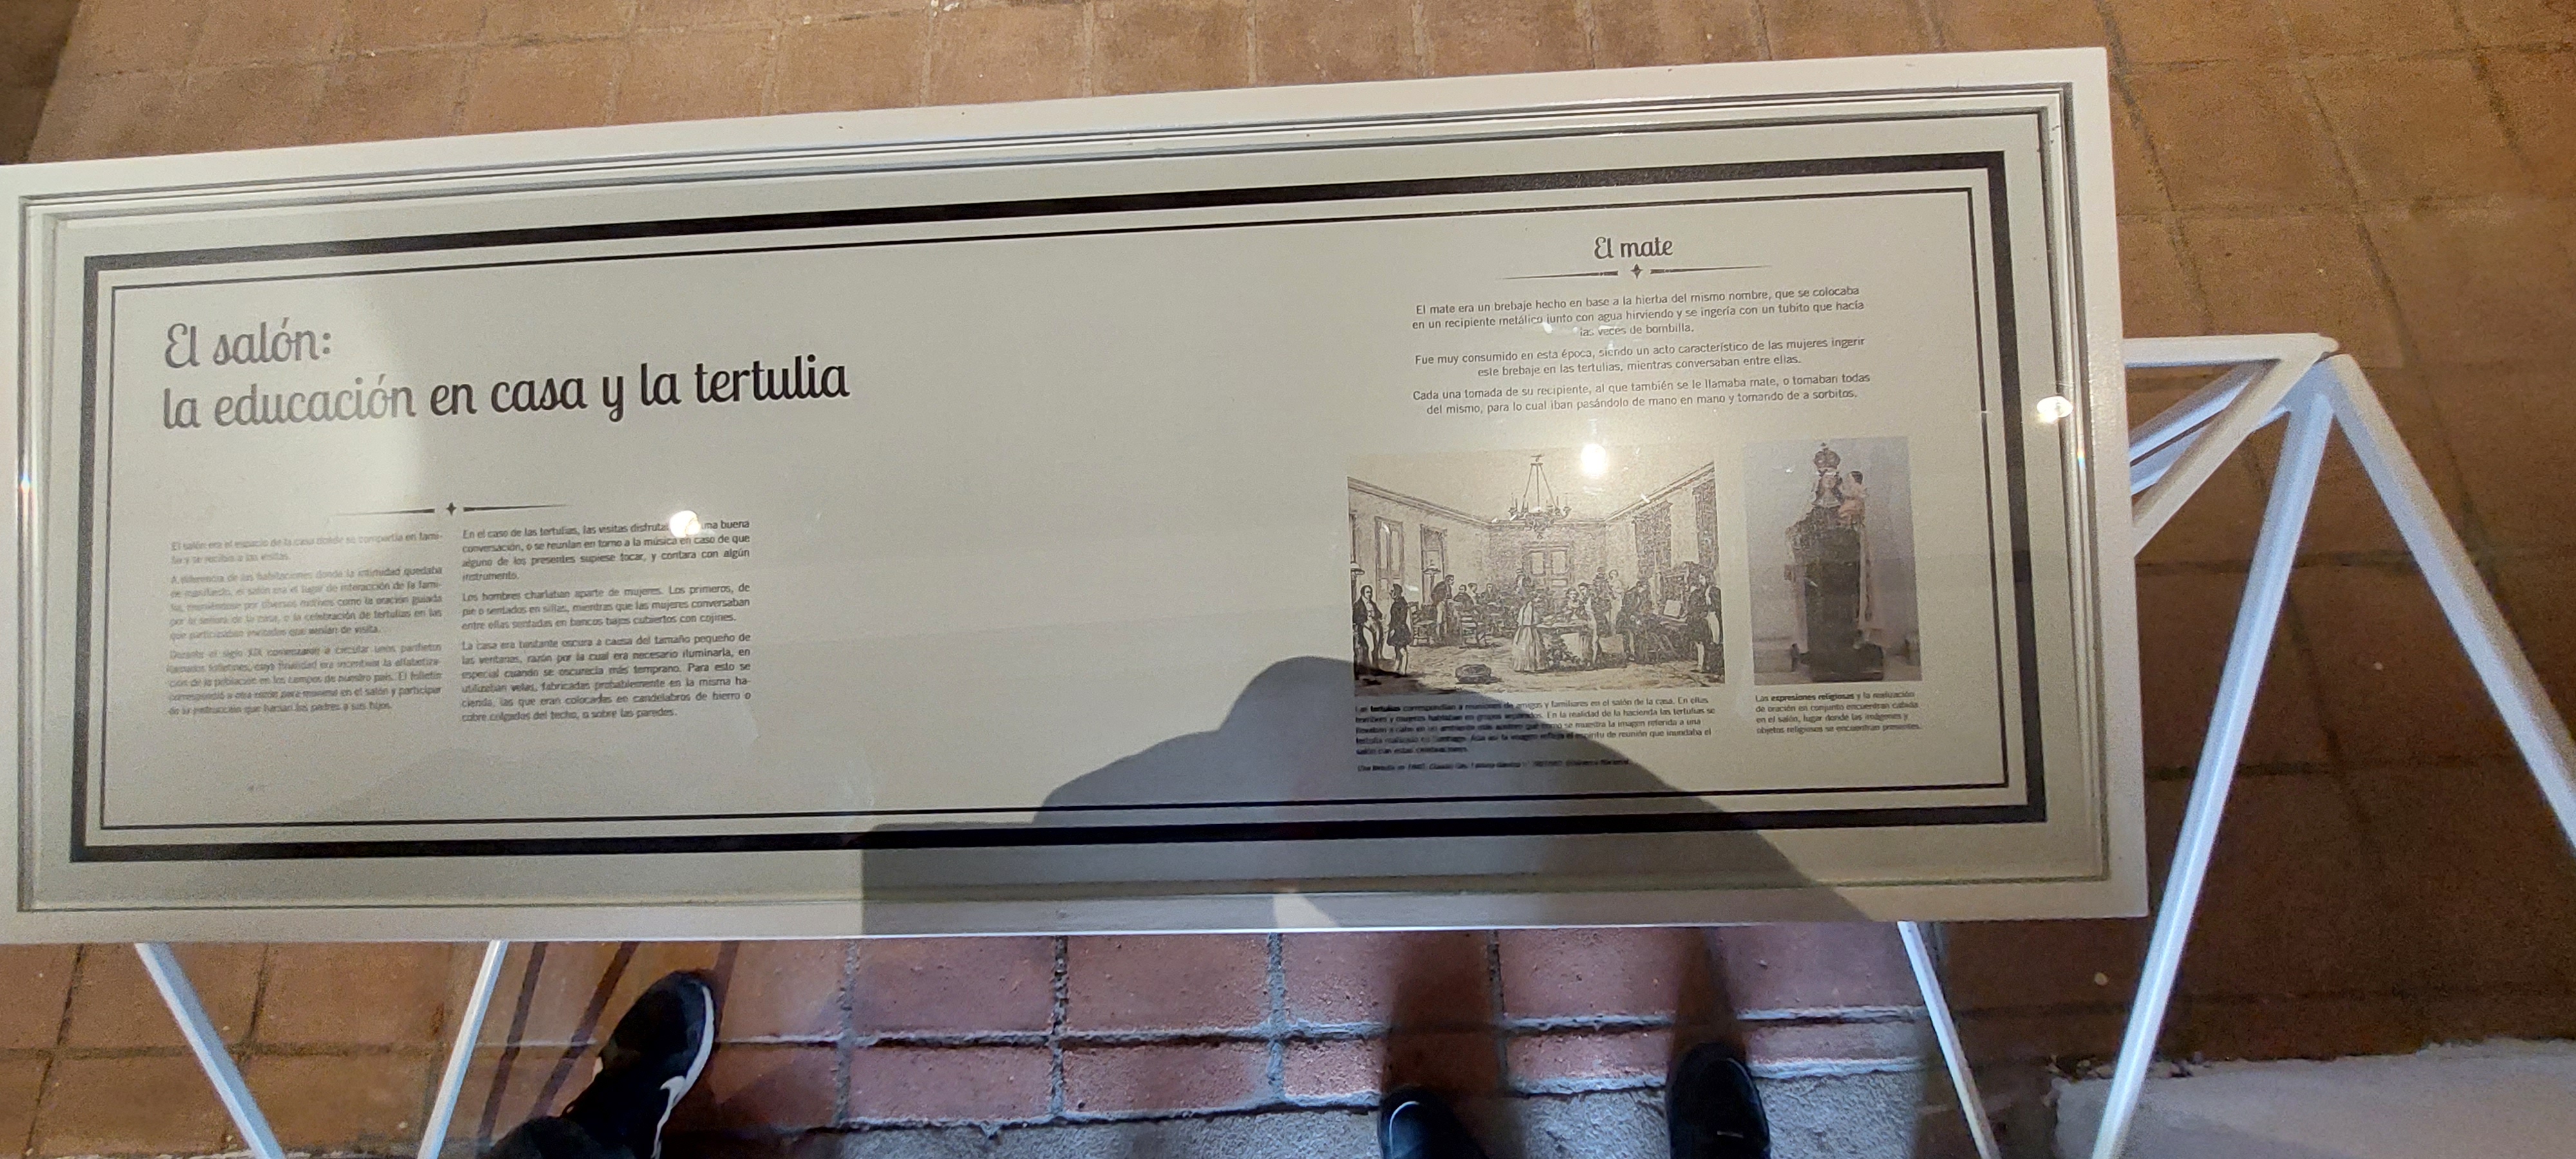 El salón:
la educación en casa y la tertulia
El salón era el espacio de la casa donde se compartía en fami-
lia y se recibía a las visitas.
A diferencia de las habitaciones donde la intimidad quedaba
de manifiesto, el salón era el lugar de interacción de la fami-
lia, reuniéndose por diversos motivos como la oración guiada
por la señora de la casa, o la celebración de tertulias en las
que participaban invitados que venían de visita.
Durante el siglo XIX comenzaron a circular unos panfletos
llamados folletines, cuya finalidad era incentivar la alfabetiza-
ción de la población en los campos de nuestro país. El folletín
correspondió a otra razón para reunirse en el salón y participar
de la instrucción que hacían los padres a sus hijos.
En el caso de las tertulias, las visitas buena
conversación, o se reunían en torno a la música en caso de que
alguno de los presentes supiese tocar, y contara con algún
instrumento.
Los hombres charlaban aparte de mujeres. Los primeros, de
pie o sentados en sillas, mientras que las mujeres conversaban
entre ellas sentadas en bancos bajos cubiertos con cojines.
La casa era bastante oscura a causa del tamaño pequeño de
las ventanas, razón por la cual era necesario iluminarla, en
especial cuando se oscurecía más temprano. Para esto se
utilizaban velas, fabricadas probablemente en la misma ha-
cienda, las que eran colocadas en candelabros de hierro o
cobre colgados del techo, o sobre las paredes.
El mate
El mate era un brebaje hecho en base a la hierba del mismo nombre, que se colocaba
en un recipiente metálico junto con agua hirviendo y se ingería con un tubito que hacía
las veces de bombilla.
Fue muy consumido en esta época, siendo un acto característico de las mujeres ingerir
este brebaje en las tertulias, mientras conversaban entre ellas.
Cada una tomada de su recipiente, al que también se le llamaba mate, o tomaban todas
del mismo, para lo cual iban pasándolo de mano en mano y tomando de a sorbitos.
Las tertulias correspondían a reuniones de amigos y familiares en el salón de la casa. En ellas
hombres y mujeres hablaban en grupos separados. En la realidad de la hacienda las tertulias se
llevaban a cabo en un ambiente más austero que como se muestra la imagen referida a una
tertulia realizada en Santiago. Aún así la imagen refleja el espíritu de reunión que inundaba el
salón con estas celebraciones.
Las expresiones religiosas y la realización
de oración en conjunto encuentran cabida
en el salón, lugar donde las imágenes y
objetos religiosos se encuentran presentes.